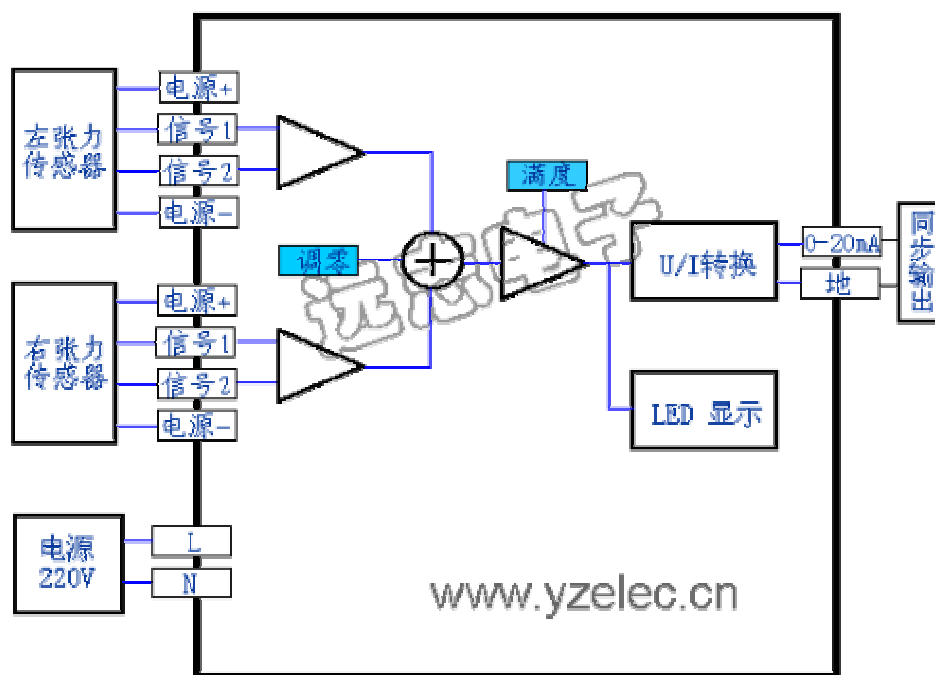 左张力
传感器
电源+
信号1
信号2
电源-
满度
调零
右张力
传感器
电源+
信号1
信号2
电源-
U/I转换
0-20mA
地
同步输出
LED 显示
电源
220V
L
N
www.yzelec.cn